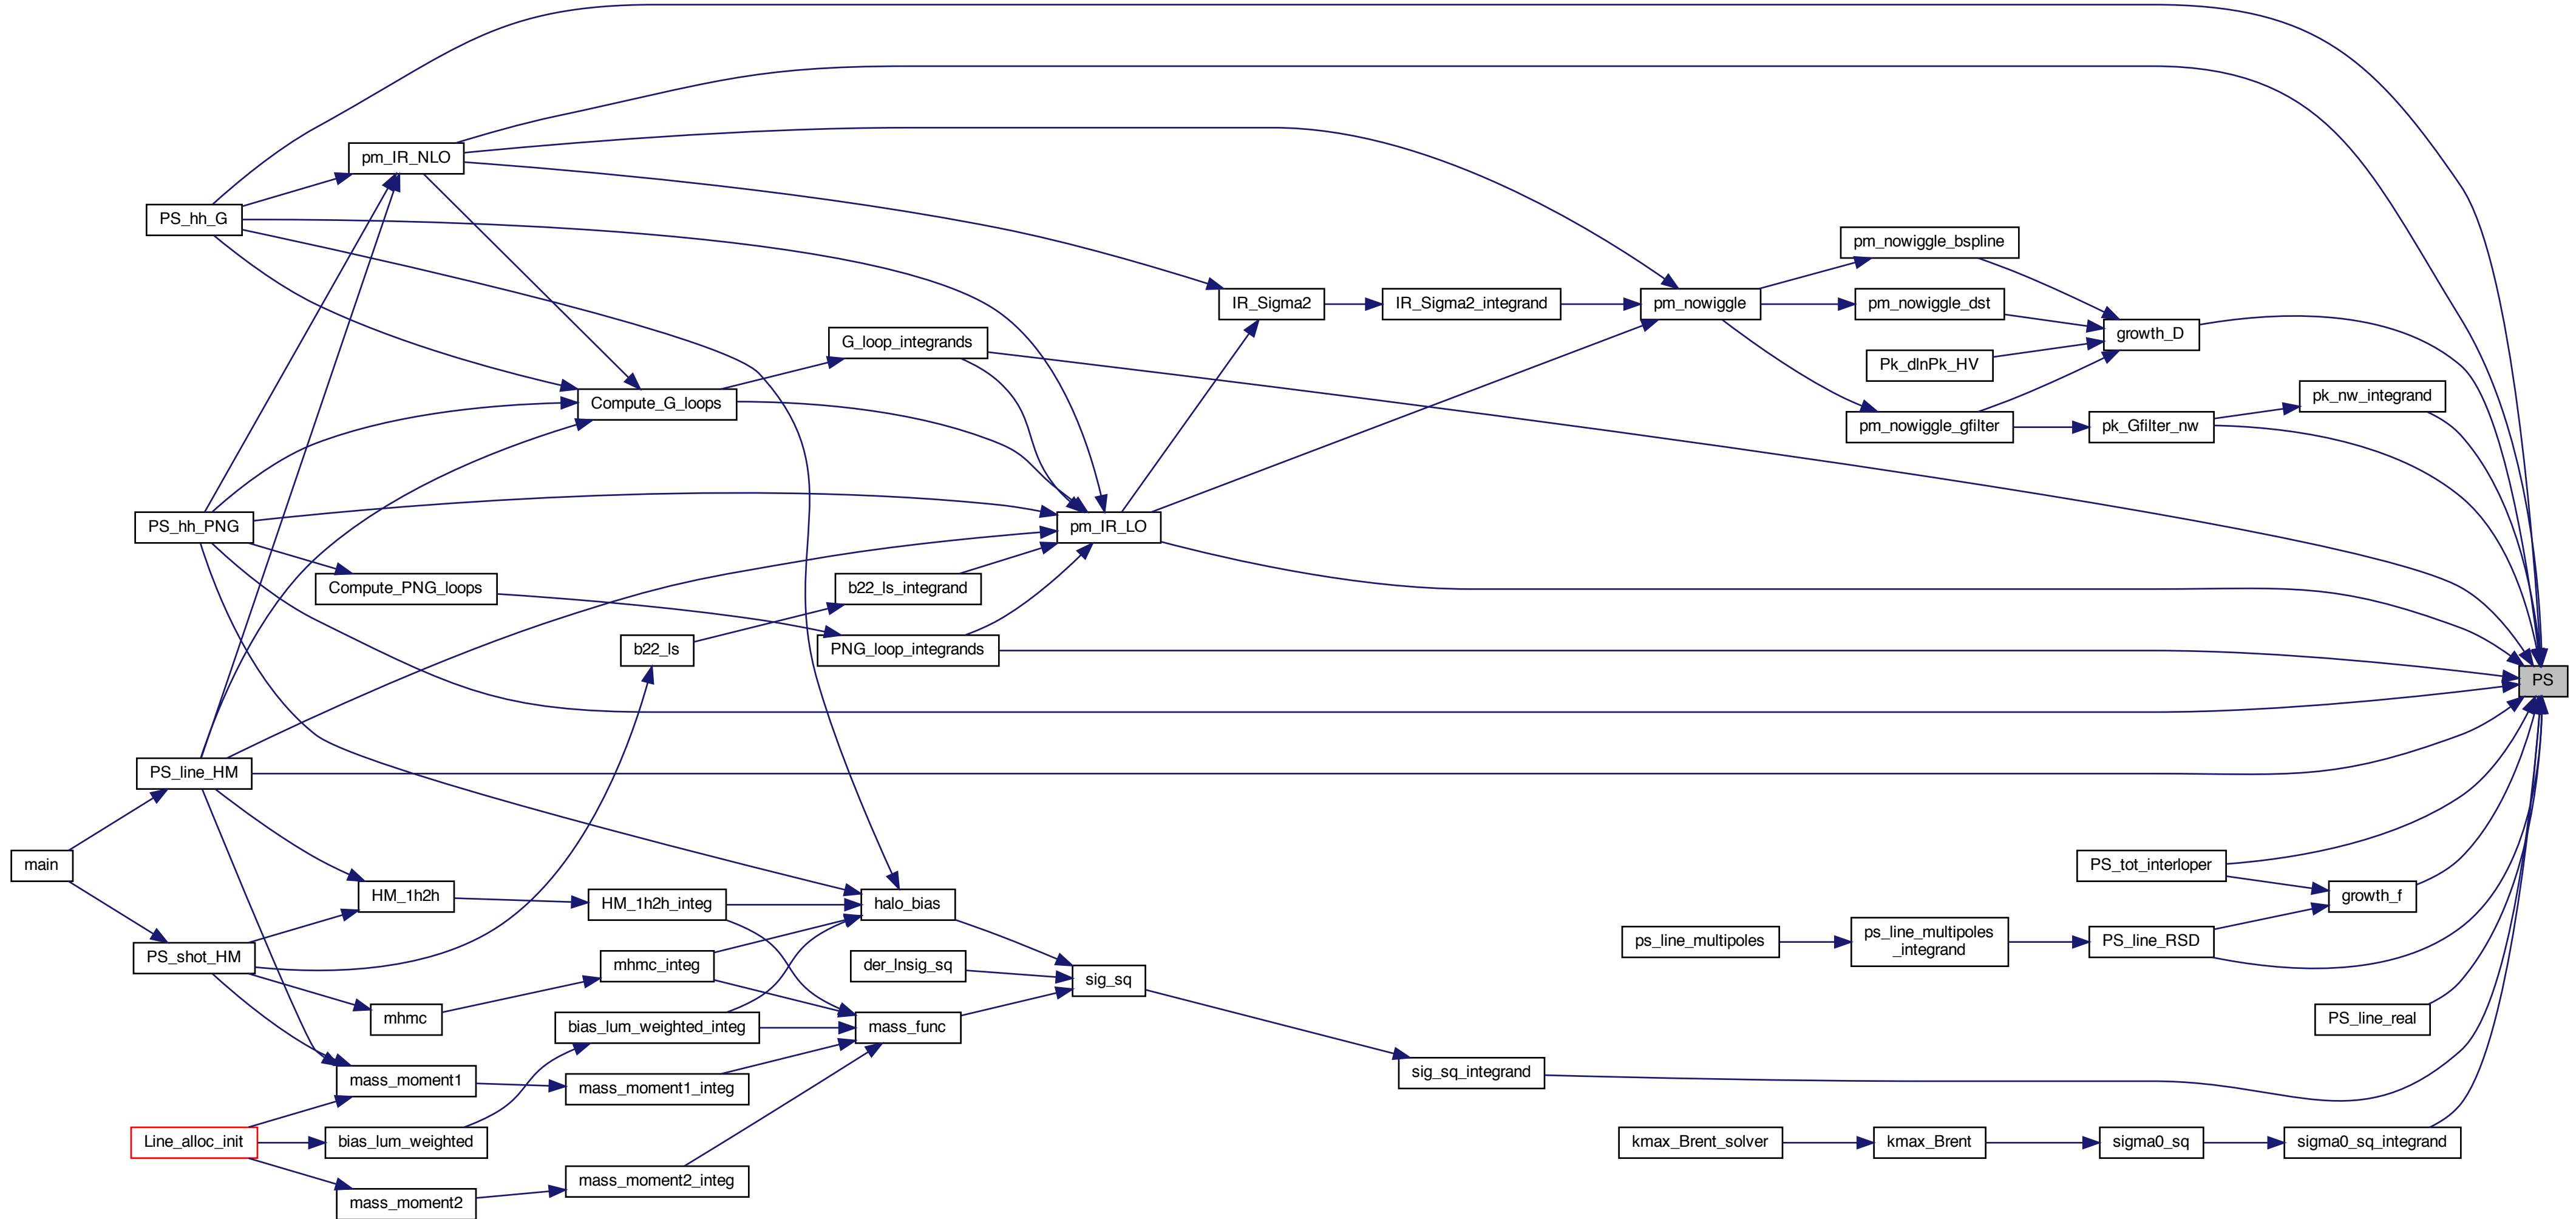 pm_IR_NLO
PS_hh_G
pm_nowiggle_bspline
IR_Sigma2
IR_Sigma2_integrand
pm_nowiggle
pm_nowiggle_dst
growth_D
G_loop_integrands
Pk_dlnPk_HV
Compute_G_loops
pk_nw_integrand
pm_nowiggle_gfilter
pk_Gfilter_nw
PS_hh_PNG
pm_IR_LO
Compute_PNG_loops
b22_ls_integrand
b22_ls
PNG_loop_integrands
PS
PS_line_HM
main
PS_tot_interloper
HM_1h2h
HM_1h2h_integ
halo_bias
growth_f
ps_line_multipoles
ps_line_multipoles
_integrand
PS_line_RSD
PS_shot_HM
mhmc_integ
der_lnsig_sq
sig_sq
mhmc
bias_lum_weighted_integ
mass_func
PS_line_real
mass_moment1
mass_moment1_integ
sig_sq_integrand
Line_alloc_init
bias_lum_weighted
kmax_Brent_solver
kmax_Brent
sigma0_sq
sigma0_sq_integrand
mass_moment2
mass_moment2_integ